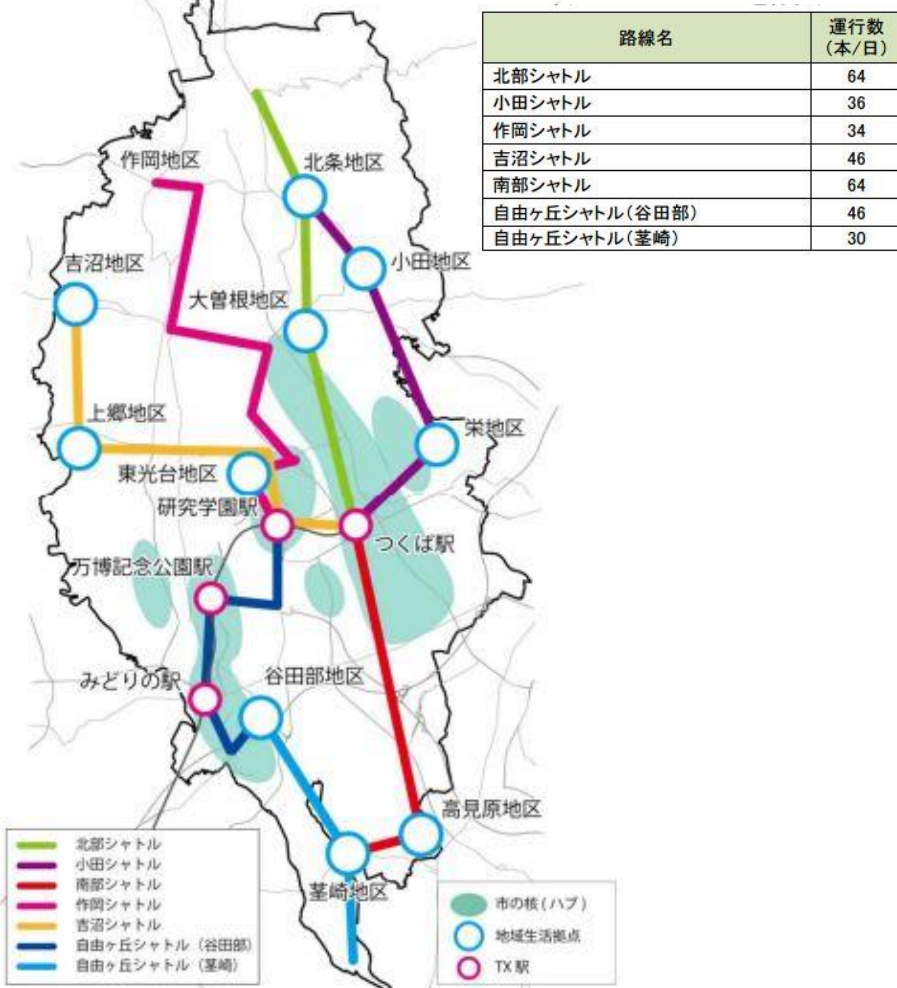 路線名
運行数
(本/日)
北部シャトル
64
小田シャトル
36
作岡シャトル
34
吉沼シャトル
46
南部シャトル
64
自由ヶ丘シャトル(谷田部)
46
自由ヶ丘シャトル(茎崎)
30
作岡地区
北条地区
吉沼地区
小田地区
大曽根地区
上郷地区
栄地区
東光台地区
研究学園駅
つくば駅
万博記念公園駅
みどりの駅
谷田部地区
高見原地区
茎崎地区
北部シャトル
小田シャトル
南部シャトル
作岡シャトル
吉沼シャトル
自由ヶ丘シャトル(谷田部)
自由ヶ丘シャトル(茎崎)
市の核(ハブ)
地域生活拠点
TX 駅